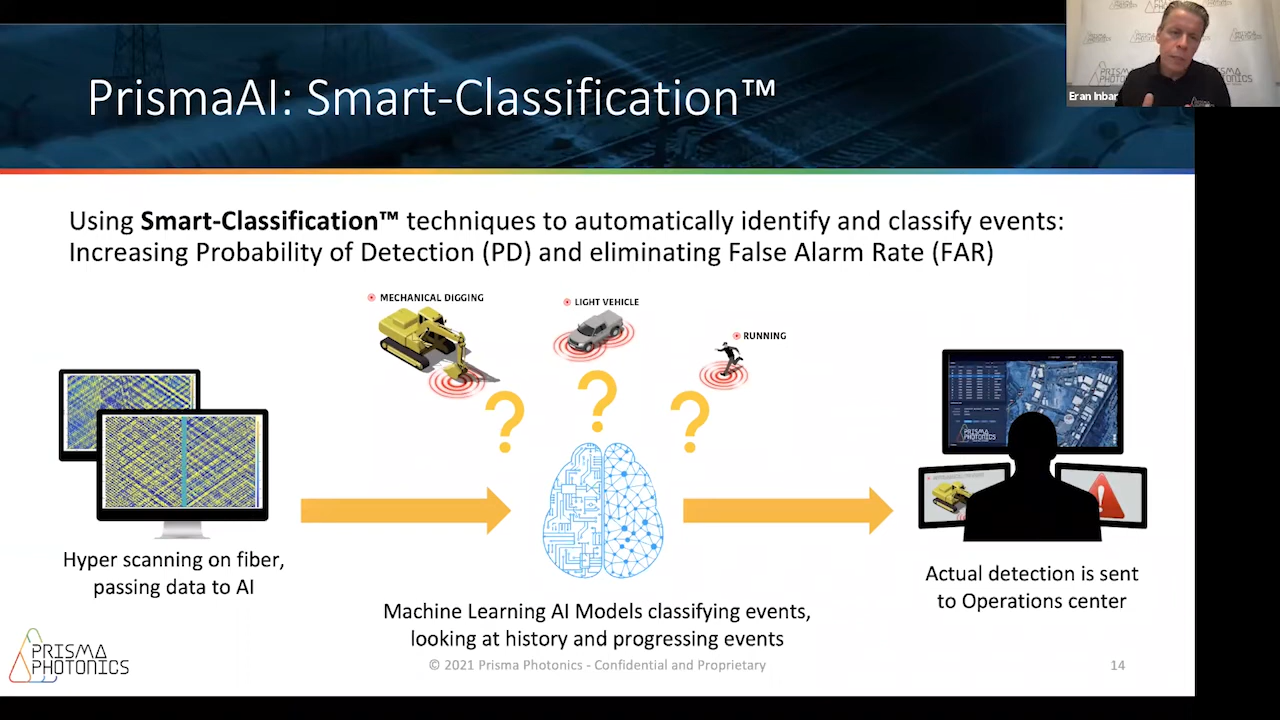 PrismaAI: Smart-Classification™
Eran Inbar
Using Smart-Classification™ techniques to automatically identify and classify events:
Increasing Probability of Detection (PD) and eliminating False Alarm Rate (FAR)
MECHANICAL DIGGING
LIGHT VEHICLE
RUNNING
?
?
?
PRISMA
PHOTONICS
Hyper scanning on fiber,
passing data to AI
Machine Learning AI Models classifying events,
looking at history and progressing events
Actual detection is sent
to Operations center
PRISMA
PHOTONICS
© 2021 Prisma Photonics - Confidential and Proprietary
14